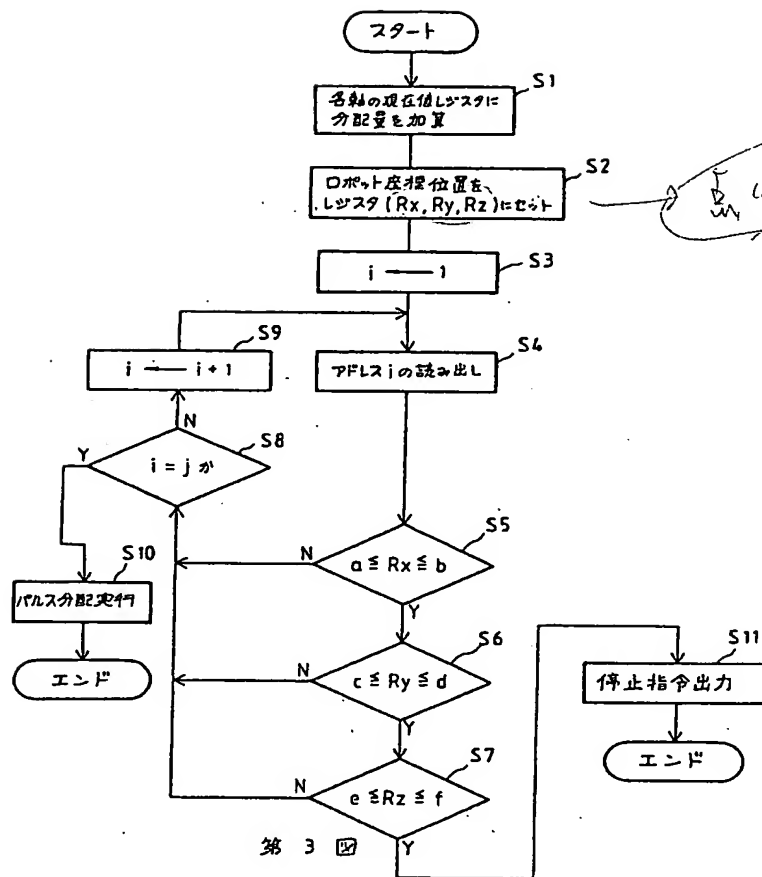 スタート
S1
各軸の現在値レジスタに
分配量を加算
S2
ロボット座標位置を、
レジスタ(Rx,Ry,Rz)にセット
S3
i ← 1
S9
i ← i+1
S4
アドレスiの読み出し
N
S8
Y
i=jか
S5
N
a≦Rx≦b
Y
S10
パルス分配実行
エンド
S6
N
c≦Ry≦d
Y
S11
停止指令出力
エンド
S7
N
e≦Rz≦f
Y
第 3 図